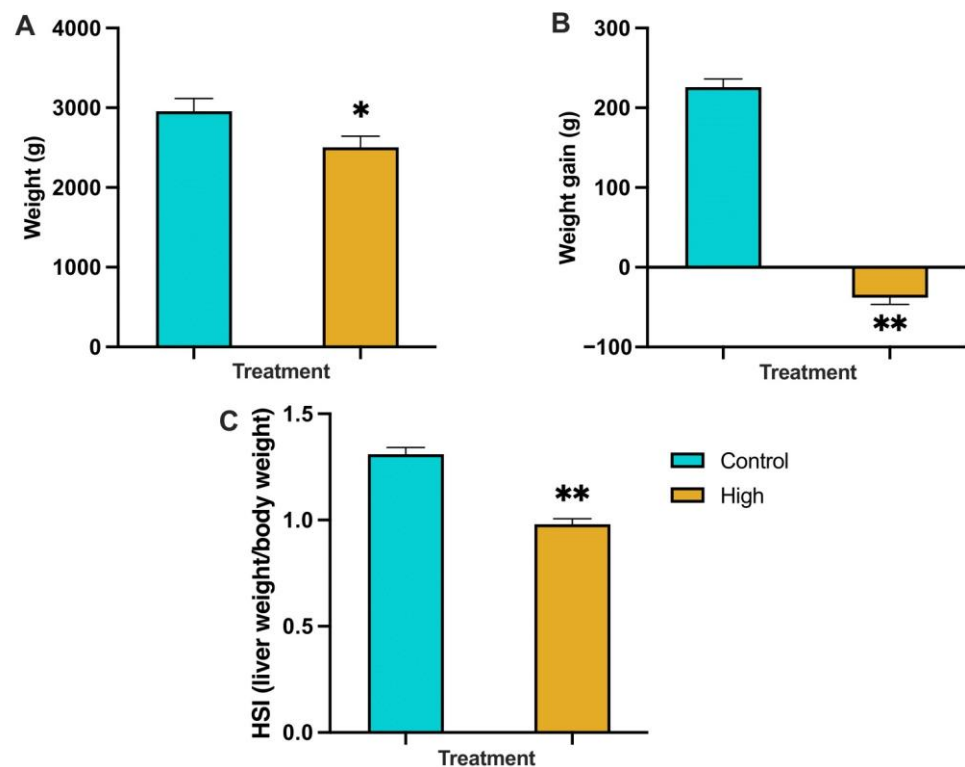 A
Weight (g)
4000
3000
2000
1000
0
*
Treatment
B
Weight gain (g)
300
200
100
0
−100
**
Treatment
C
HSI (liver weight/body weight)
1.5
1.0
0.5
0.0
**
Treatment
Control
High